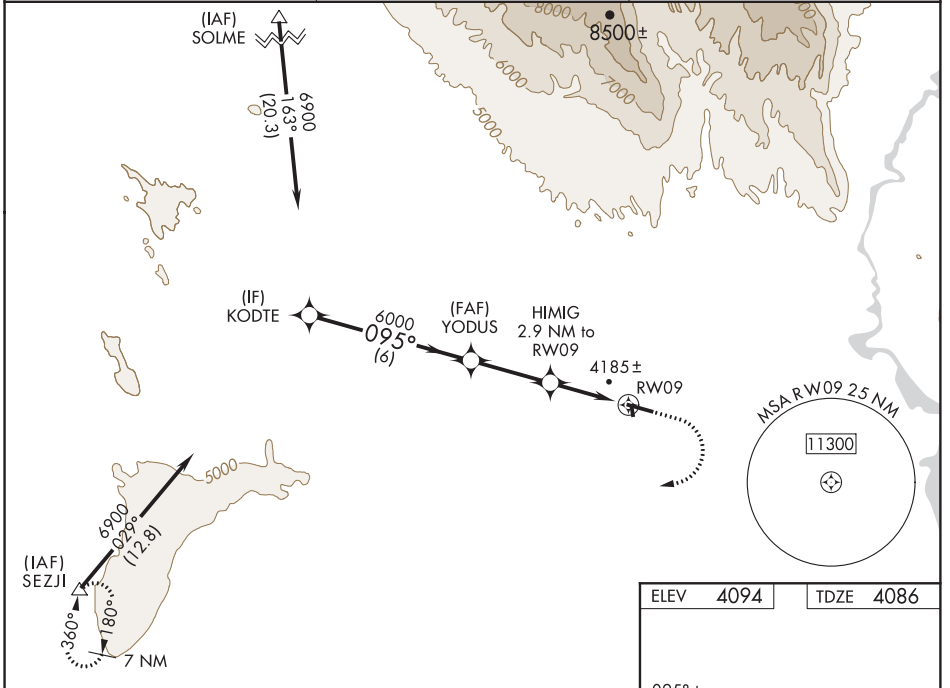 (IAF)
SOLME
6900
163°
(20.3)
8000
8500±
6000
7000
5000
(IF)
KODTE
6000
095°
(6)
(FAF)
YODUS
HIMIG
2.9 NM to
RW09
4185±
RW09
MSA RW09 25 NM
11300
5000
6900
029°
(12.8)
(IAF)
SEZJI
360°
180°
7 NM
ELEV 4094
TDZE 4086